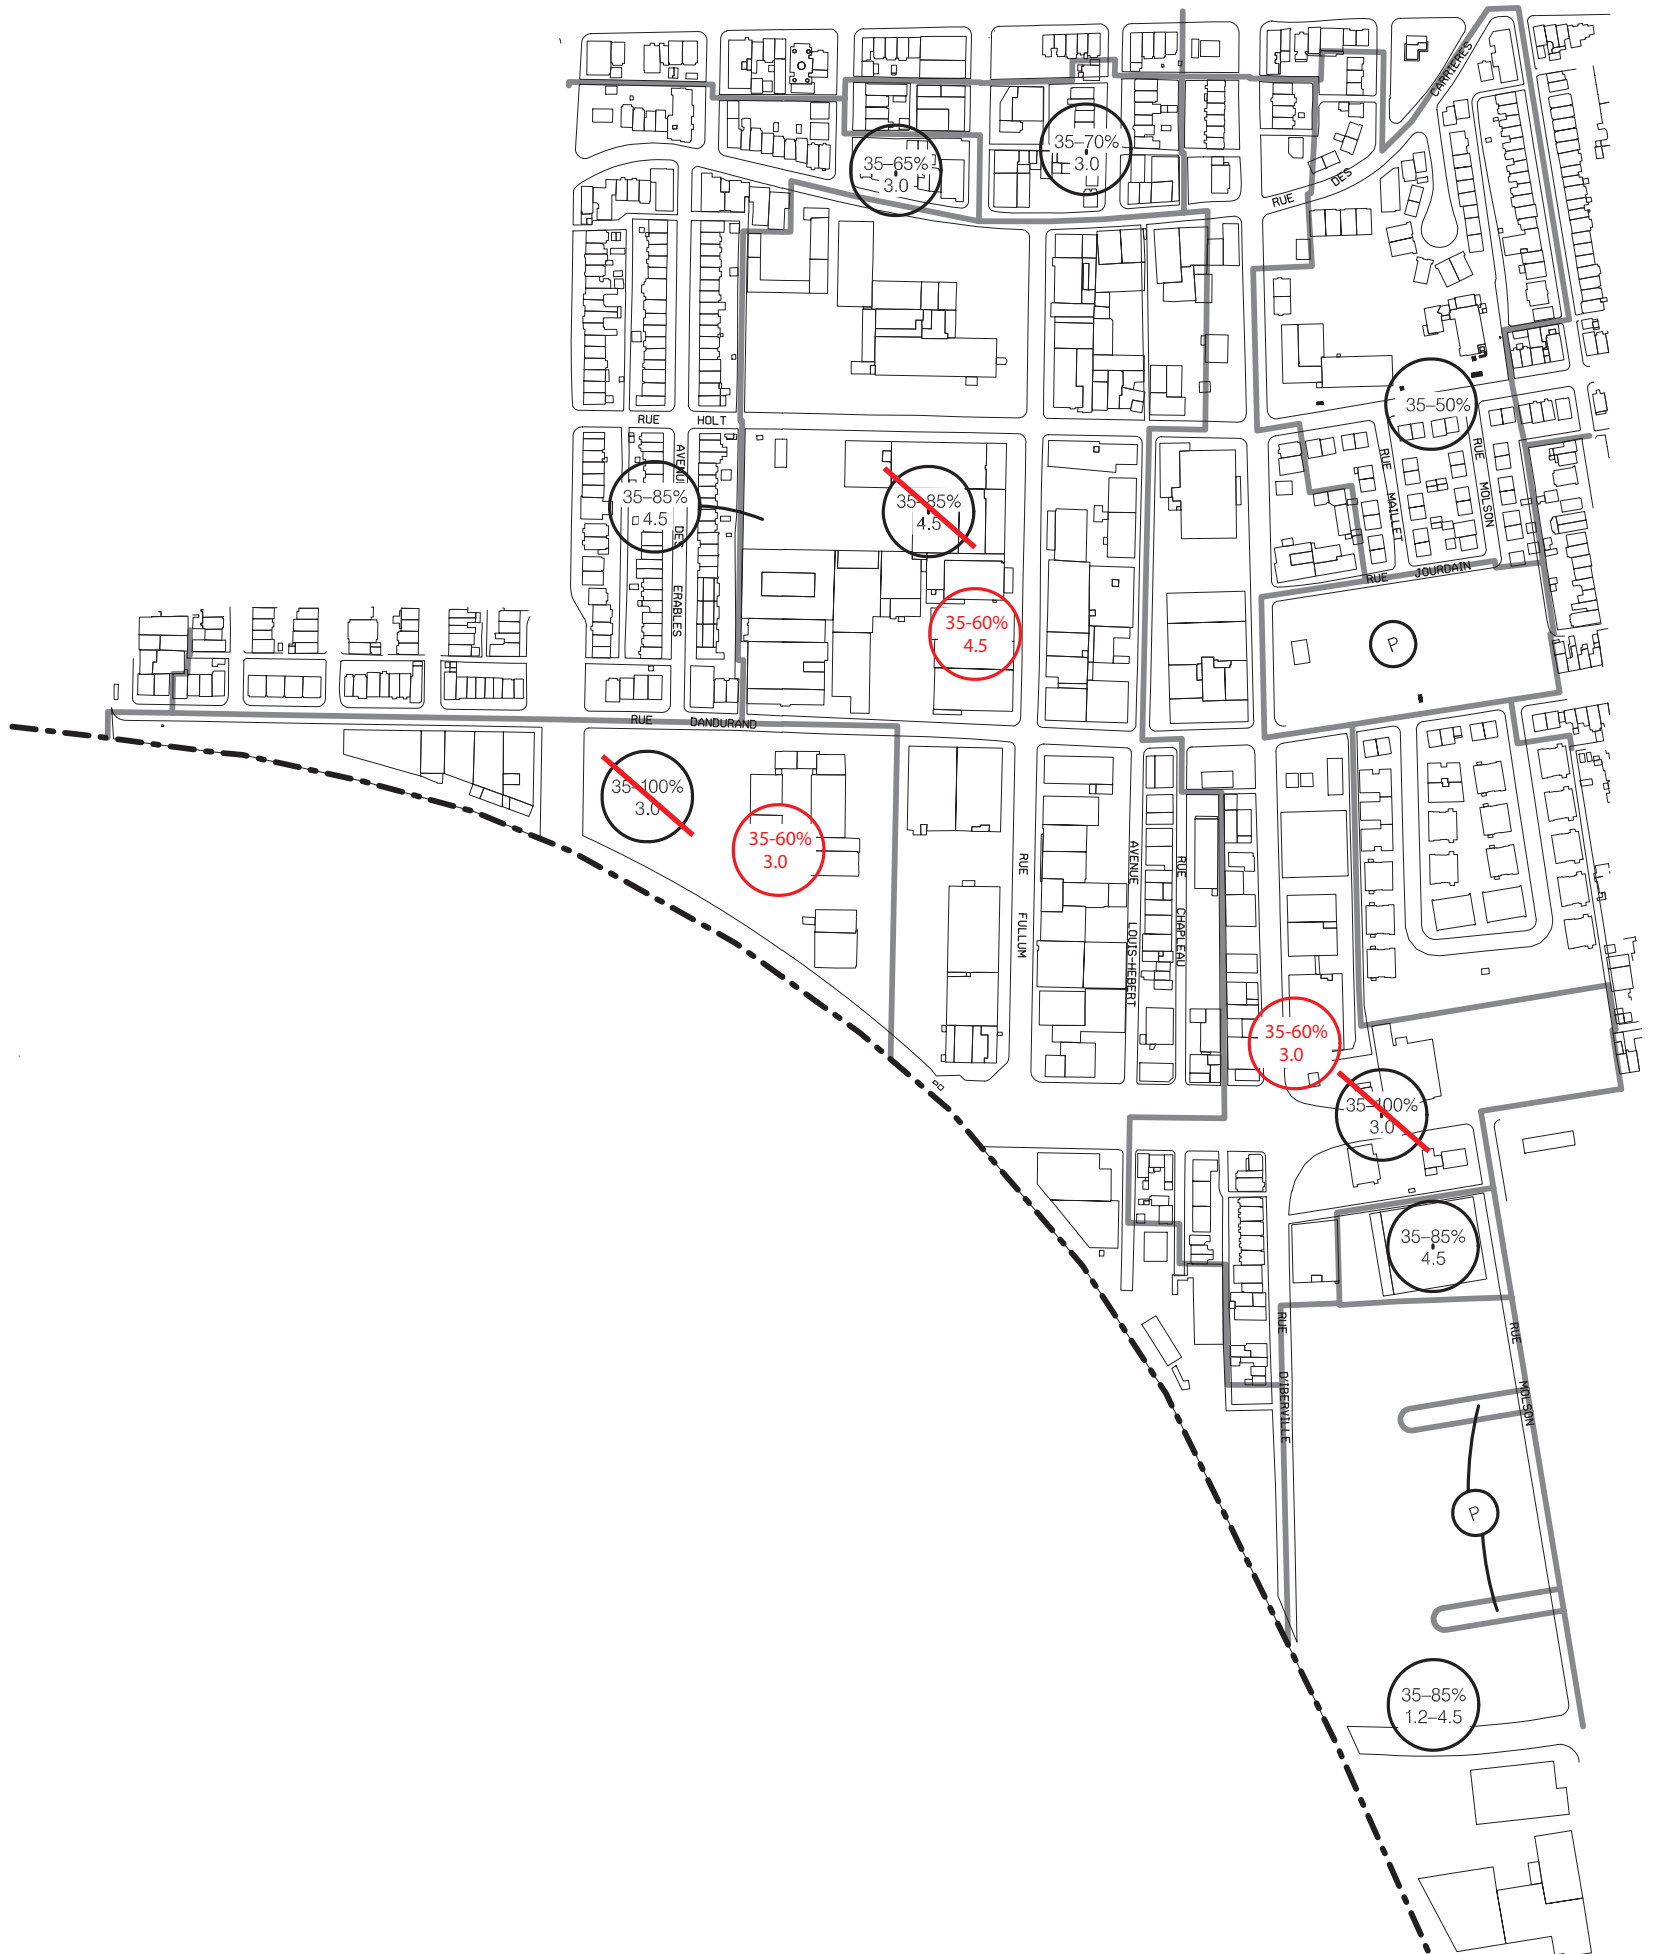 CARRIERES
DES
RUE
35–65%
3.0
35–70%
3.0
35–50%
RUE HOLT
AVENUE DES ERABLES
35–85%
4.5
35–85%
4.5
35-60%
4.5
RUE MAILLET
RUE MOLSON
RUE JOURDAIN
P
RUE DANDURAND
35–100%
3.0
35-60%
3.0
RUE FULLUM
AVENUE LOUIS-HEBERT
RUE CHAPLEAU
35-60%
3.0
35–100%
3.0
35–85%
4.5
RUE D'IBERVILLE
RUE MOLSON
P
35–85%
1.2–4.5